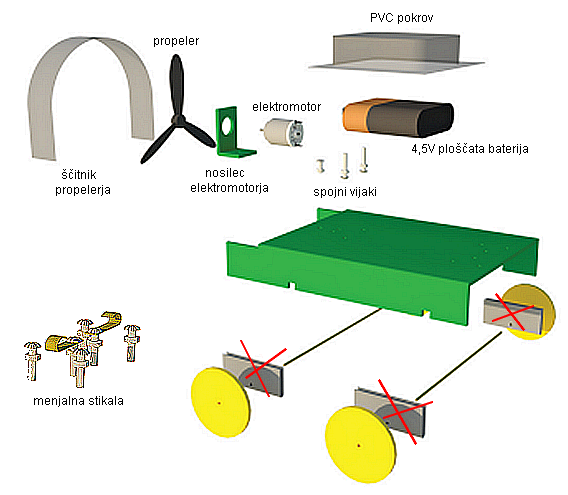 PVC pokrov
propeler
elektromotor
4,5V ploščata baterija
ščitnik
propelerja
nosilec
elektromotorja
spojni vijaki
menjalna stikala